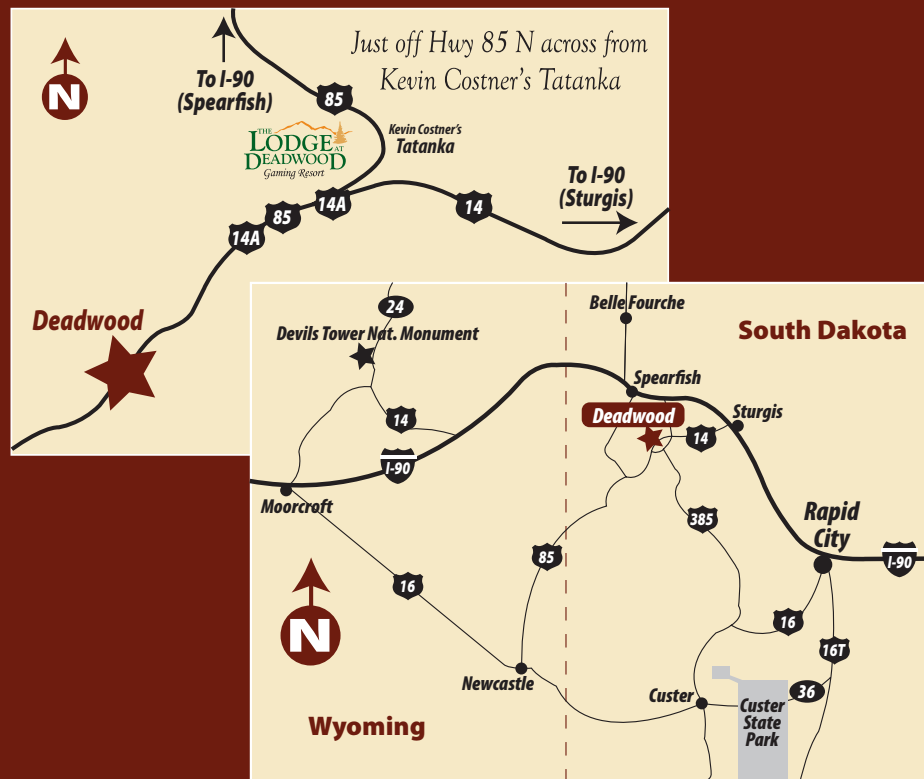 Just off Hwy 85 N across from
Kevin Costner's Tatanka
N
To I-90
(Spearfish)
85
THE
LODGE AT
DEADWOOD
Gaming Resort
Kevin Costner's
Tatanka
To I-90
(Sturgis)
14A
14
85
14A
Deadwood
24
Belle Fourche
South Dakota
Devils Tower Nat. Monument
Spearfish
Deadwood
Sturgis
14
14
I-90
Moorcroft
385
Rapid
City
85
I-90
16
16
N
16T
Newcastle
Custer
36
Custer
State
Park
Wyoming